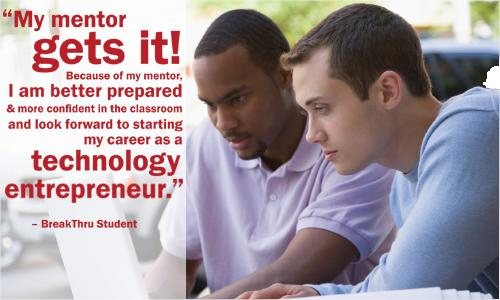 “My mentor
gets it!
Because of my mentor,
I am better prepared
& more confident in the classroom
and look forward to starting
my career as a
technology
entrepreneur.”
– BreakThru Student